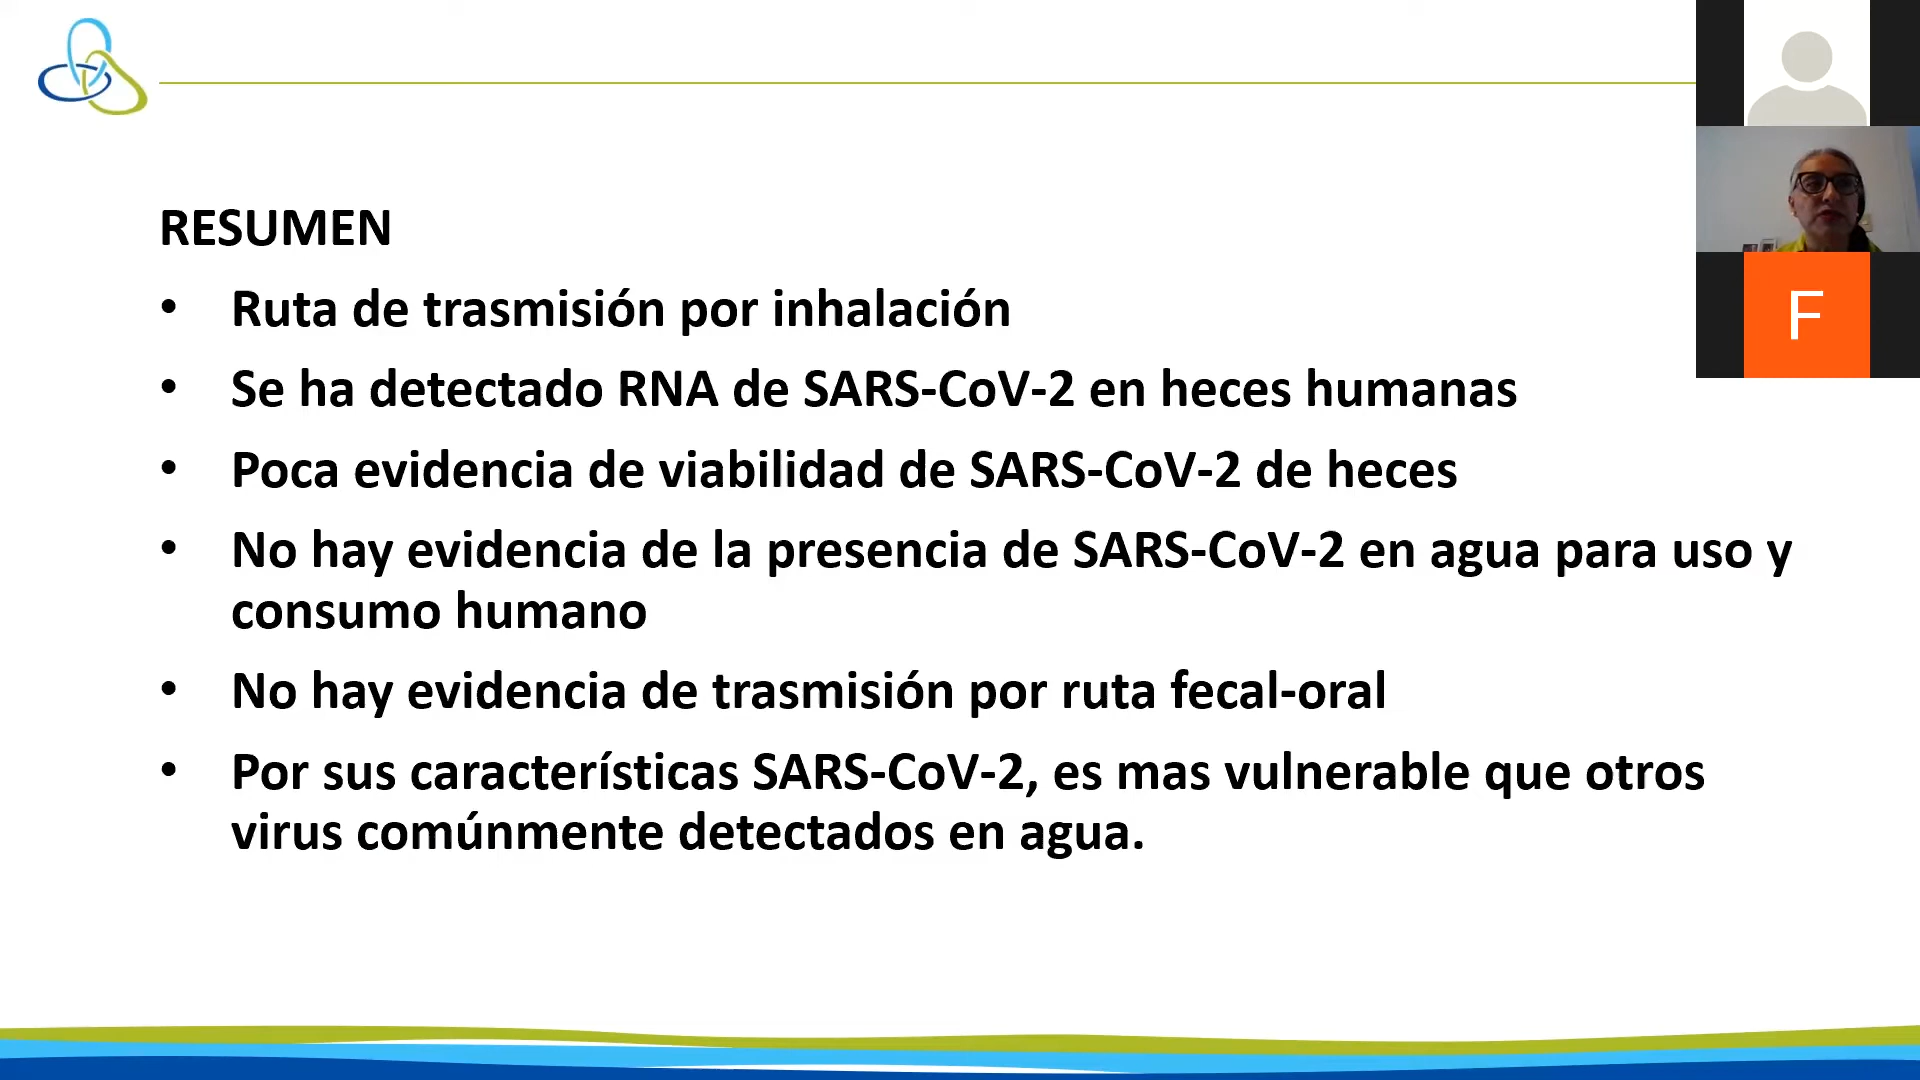 RESUMEN
• Ruta de trasmisión por inhalación
• Se ha detectado RNA de SARS-CoV-2 en heces humanas
• Poca evidencia de viabilidad de SARS-CoV-2 de heces
• No hay evidencia de la presencia de SARS-CoV-2 en agua para uso y
consumo humano
• No hay evidencia de trasmisión por ruta fecal-oral
• Por sus características SARS-CoV-2, es mas vulnerable que otros
virus comúnmente detectados en agua.
F